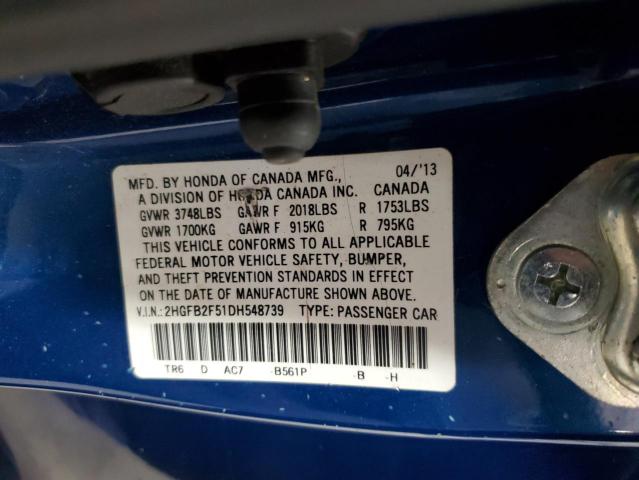 MFD. BY HONDA OF CANADA MFG., 04/'13
A DIVISION OF HONDA CANADA INC. CANADA
GVWR 3748LBS GAWR F 2018LBS R 1753LBS
GVWR 1700KG GAWR F 915KG R 795KG
THIS VEHICLE CONFORMS TO ALL APPLICABLE
FEDERAL MOTOR VEHICLE SAFETY, BUMPER,
AND THEFT PREVENTION STANDARDS IN EFFECT
ON THE DATE OF MANUFACTURE SHOWN ABOVE.
V.I.N.:2HGFB2F51DH548739 TYPE: PASSENGER CAR
TR6 D AC7 -B561P -B -H